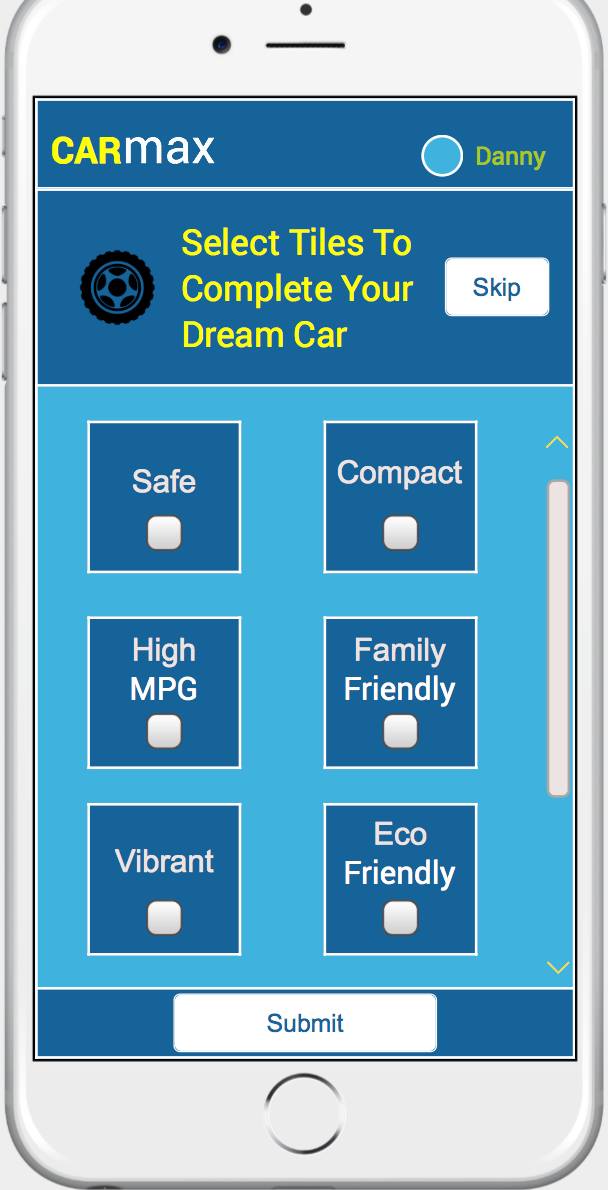 CARmax
Danny
Select Tiles To
Complete Your
Dream Car
Skip
Safe
Compact
High
MPG
Family
Friendly
Vibrant
Eco
Friendly
Submit